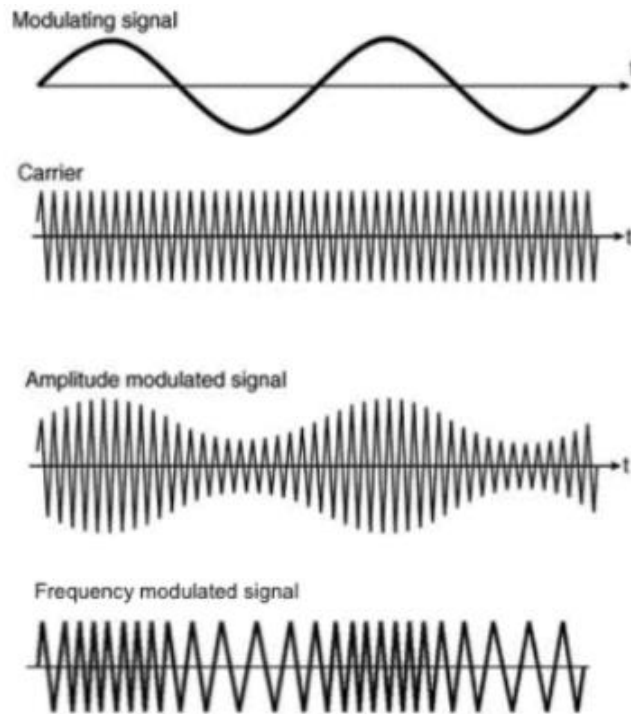 Modulating signal
t
Carrier
t
Amplitude modulated signal
t
Frequency modulated signal